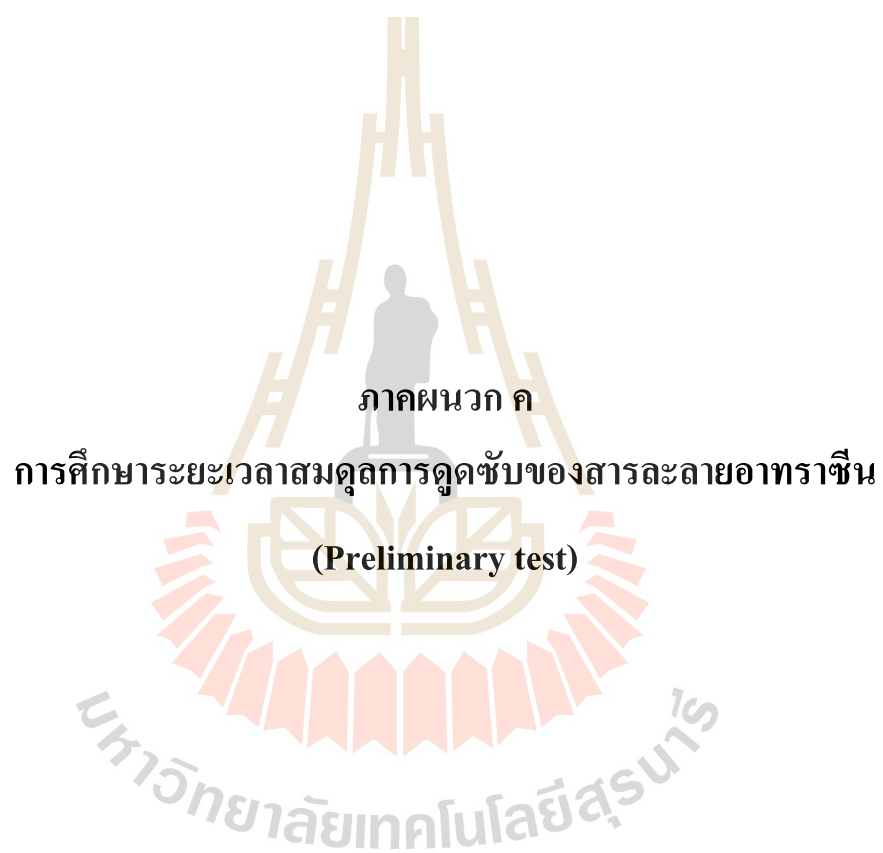 ภาคผนวก ค
การศึกษาระยะเวลาสมดุลการดูดซับของสารละลายอาทราซีน
(Preliminary test)
มหาวิทยาลัยเทคโนโลยีสุรนารี